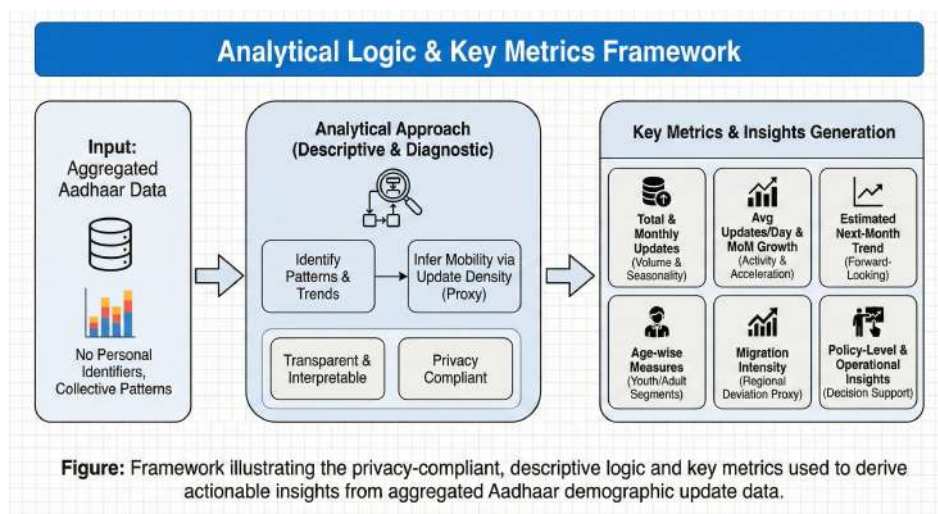 Analytical Logic & Key Metrics Framework
Input:
Aggregated
Aadhaar Data
No Personal
Identifiers,
Collective Patterns
Analytical Approach
(Descriptive & Diagnostic)
Identify
Patterns &
Trends
Infer Mobility via
Update Density
(Proxy)
Transparent &
Interpretable
Privacy
Compliant
Key Metrics & Insights Generation
Total &
Monthly
Updates
(Volume &
Seasonality)
Avg
Updates/Day &
MoM Growth
(Activity &
Acceleration)
Estimated
Next-Month
Trend
(Forward-
Looking)
Age-wise
Measures
(Youth/Adult
Segments)
Migration
Intensity
(Regional
Deviation Proxy)
Policy-Level &
Operational
Insights
(Decision Support)
Figure: Framework illustrating the privacy-compliant, descriptive logic and key metrics used to derive
actionable insights from aggregated Aadhaar demographic update data.